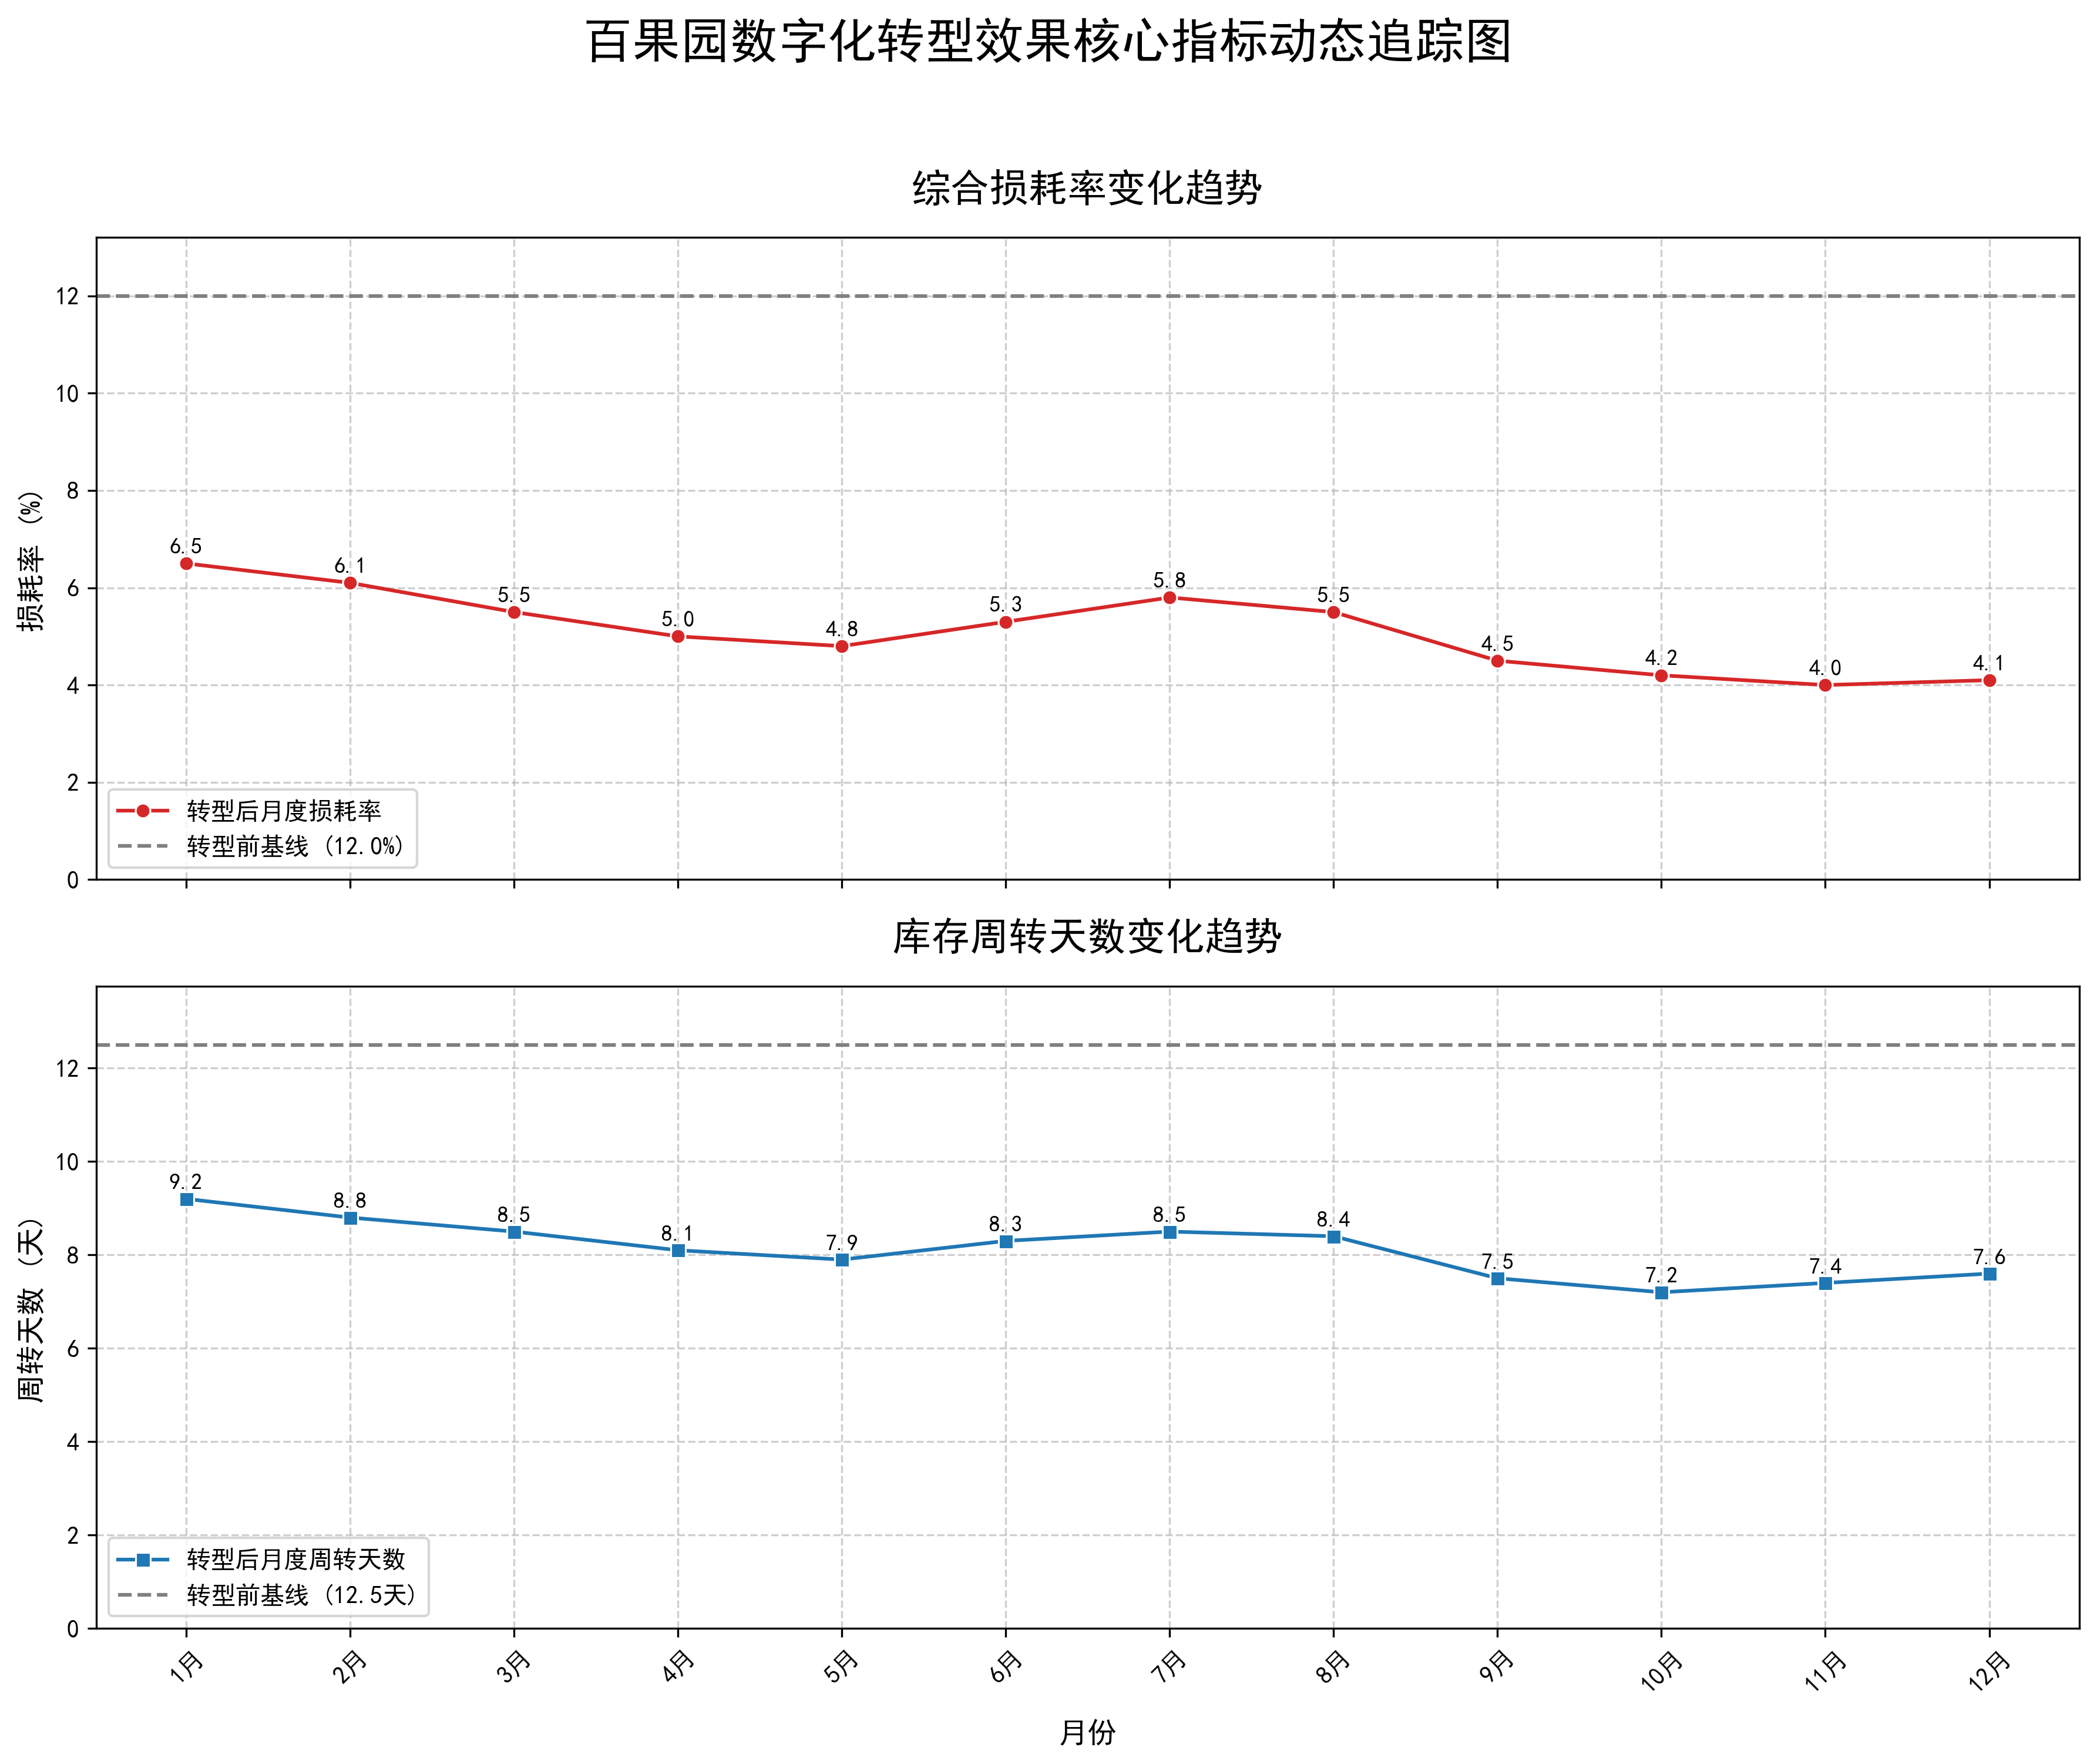 百果园数字化转型效果核心指标动态追踪图
综合损耗率变化趋势
损耗率 (%)
12
10
8
6
4
2
0
6.5
6.1
5.5
5.0
4.8
5.3
5.8
5.5
4.5
4.2
4.0
4.1
转型后月度损耗率
转型前基线 (12.0%)
库存周转天数变化趋势
周转天数 (天)
12
10
8
6
4
2
0
9.2
8.8
8.5
8.1
7.9
8.3
8.5
8.4
7.5
7.2
7.4
7.6
转型后月度周转天数
转型前基线 (12.5天)
1月
2月
3月
4月
5月
6月
7月
8月
9月
10月
11月
12月
月份